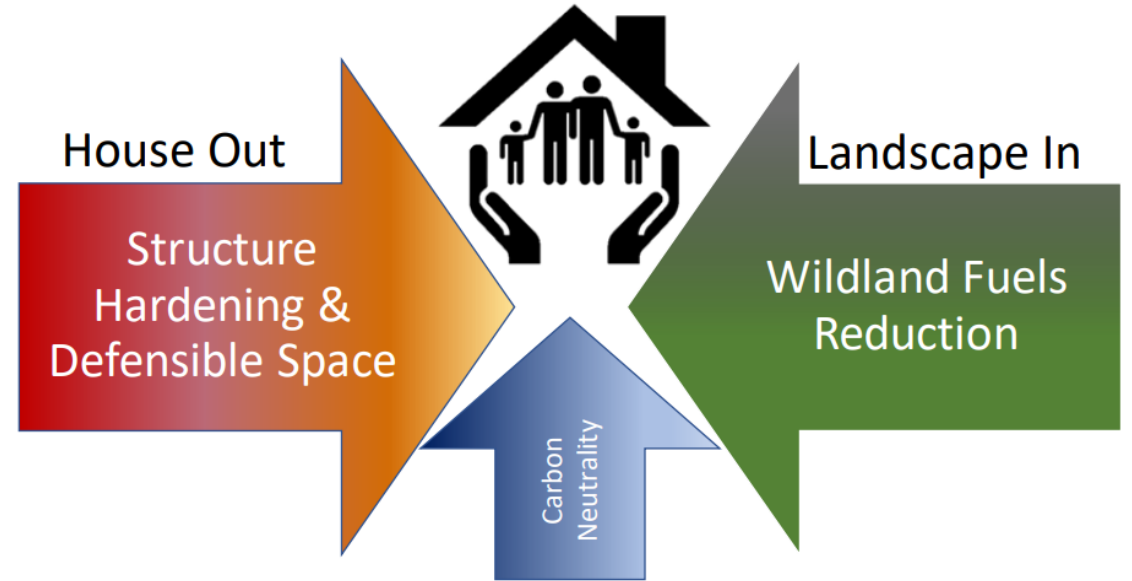 House Out
Structure
Hardening &
Defensible Space
Landscape In
Wildland Fuels
Reduction
Carbon
Neutrality